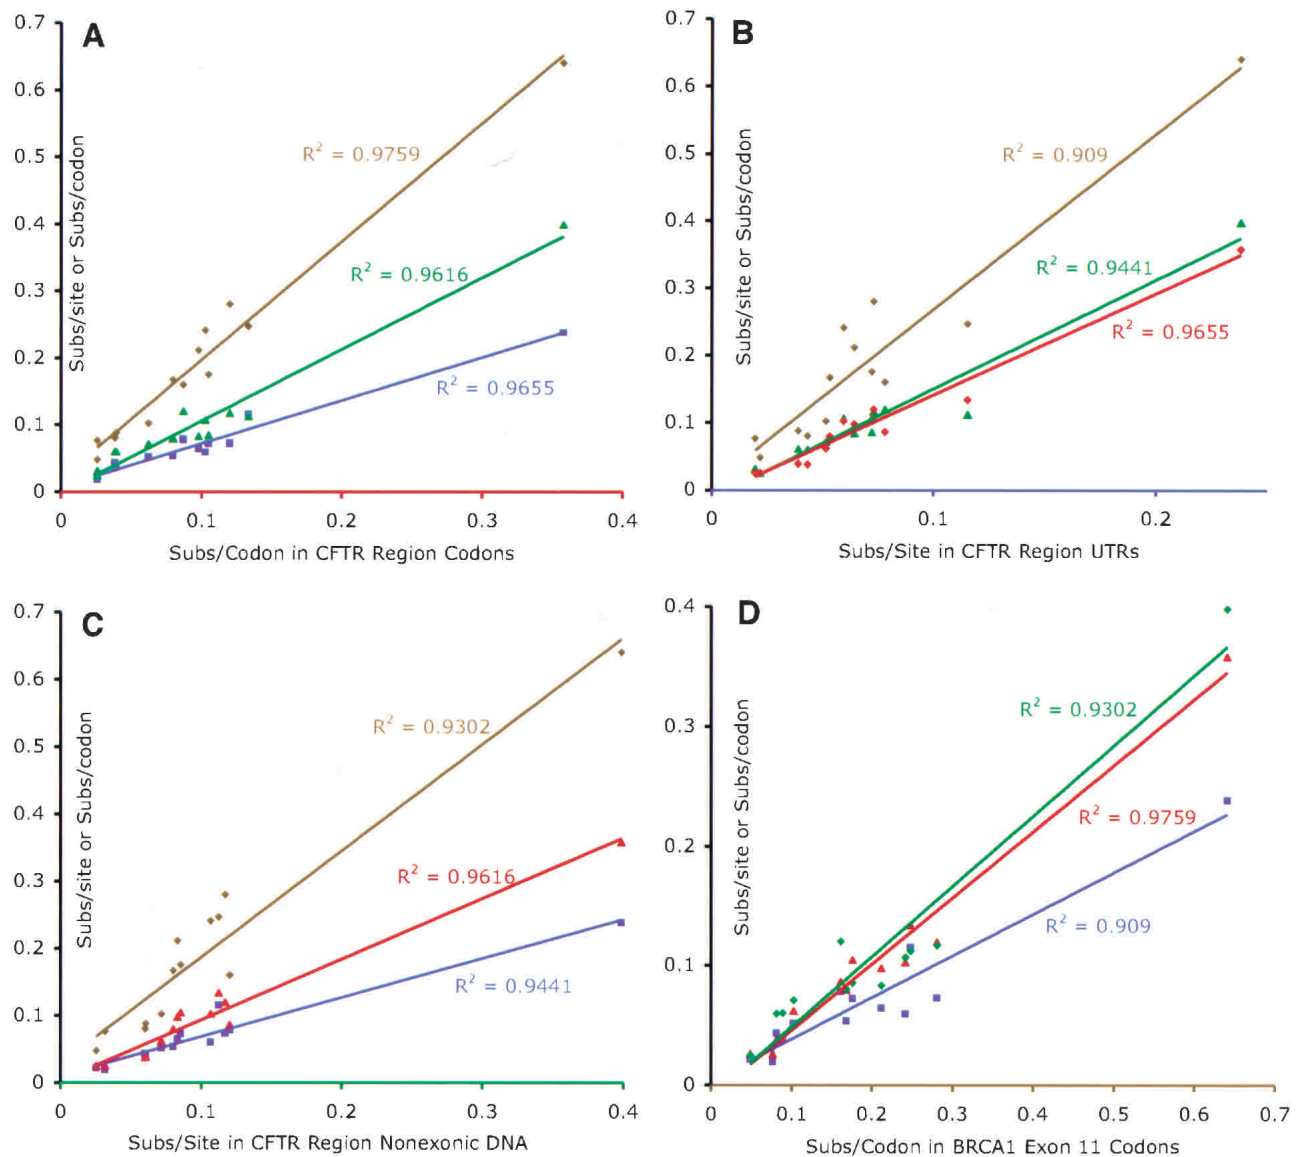 A
0.7
0.6
0.5
0.4
0.3
0.2
0.1
0
Subs/site or Subs/codon
R² = 0.9759
R² = 0.9616
R² = 0.9655
0 0.1 0.2 0.3 0.4
Subs/Codon in CFTR Region Codons
B
0.7
0.6
0.5
0.4
0.3
0.2
0.1
0
Subs/site or Subs/codon
R² = 0.909
R² = 0.9441
R² = 0.9655
0 0.1 0.2
Subs/Site in CFTR Region UTRs
C
0.7
0.6
0.5
0.4
0.3
0.2
0.1
0
Subs/site or Subs/codon
R² = 0.9302
R² = 0.9616
R² = 0.9441
0 0.1 0.2 0.3 0.4
Subs/Site in CFTR Region Nonexonic DNA
D
0.4
0.3
0.2
0.1
0
Subs/site or Subs/codon
R² = 0.9302
R² = 0.9759
R² = 0.909
0 0.1 0.2 0.3 0.4 0.5 0.6 0.7
Subs/Codon in BRCA1 Exon 11 Codons